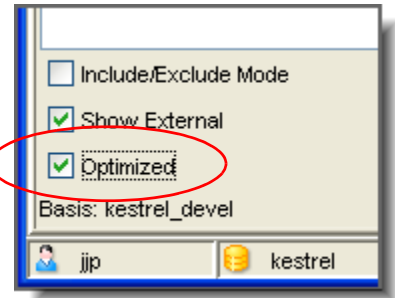 Include/Exclude Mode
Show External
Optimized
Basis: kestrel_devel
jjp kestrel